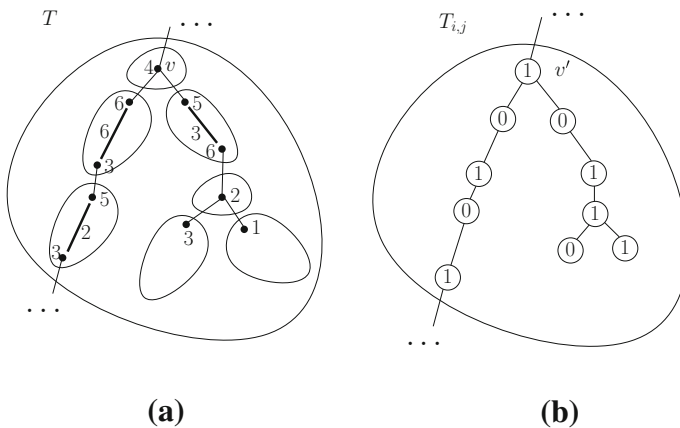 T
. . .
T_{i,j}
. . .
4 v
1 v′
6 5
0 0
6 3
3 6
1 1
5 2
0 1
2 3 1
0 1
3
1
. . .
. . .
(a) (b)